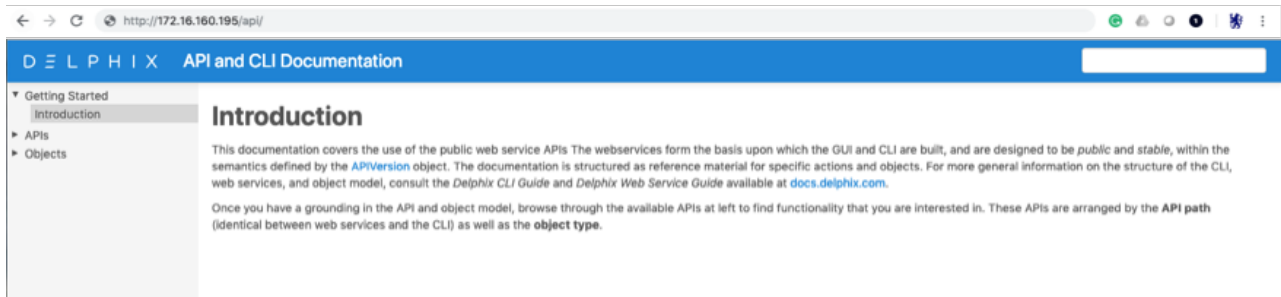 http://172.16.160.195/api/
DELPHIX API and CLI Documentation
Getting Started
Introduction
APIs
Objects
Introduction
This documentation covers the use of the public web service APIs The webservices form the basis upon which the GUI and CLI are built, and are designed to be public and stable, within the
semantics defined by the APIVersion object. The documentation is structured as reference material for specific actions and objects. For more general information on the structure of the CLI,
web services, and object model, consult the Delphix CLI Guide and Delphix Web Service Guide available at docs.delphix.com.
Once you have a grounding in the API and object model, browse through the available APIs at left to find functionality that you are interested in. These APIs are arranged by the API path
(identical between web services and the CLI) as well as the object type.